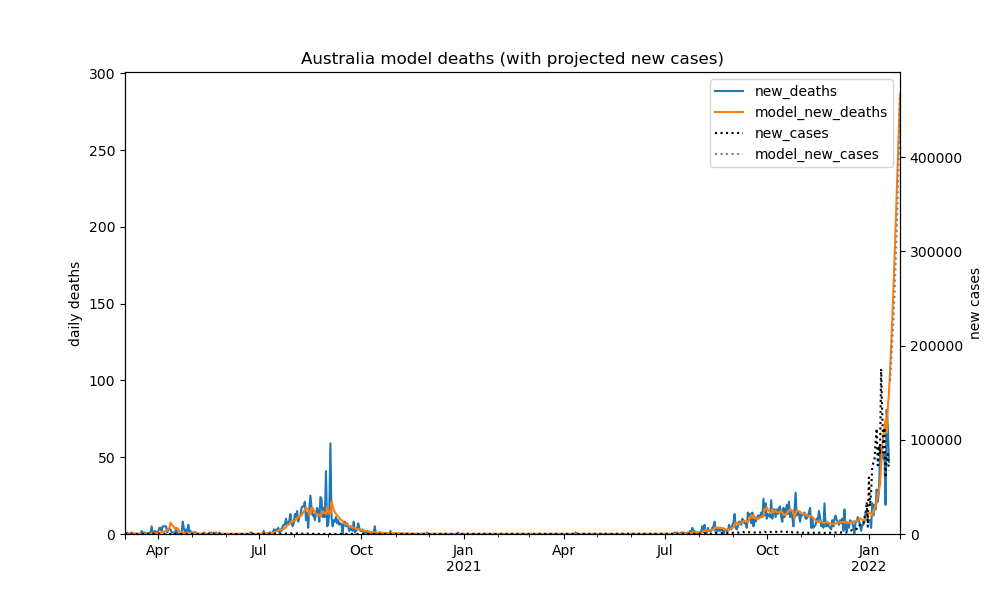 Australia model deaths (with projected new cases)
300
250
200
150
100
50
0
daily deaths
new_deaths
model_new_deaths
new_cases
model_new_cases
400000
300000
200000
100000
0
new cases
Apr Jul Oct Jan Apr Jul Oct Jan
2021 2022